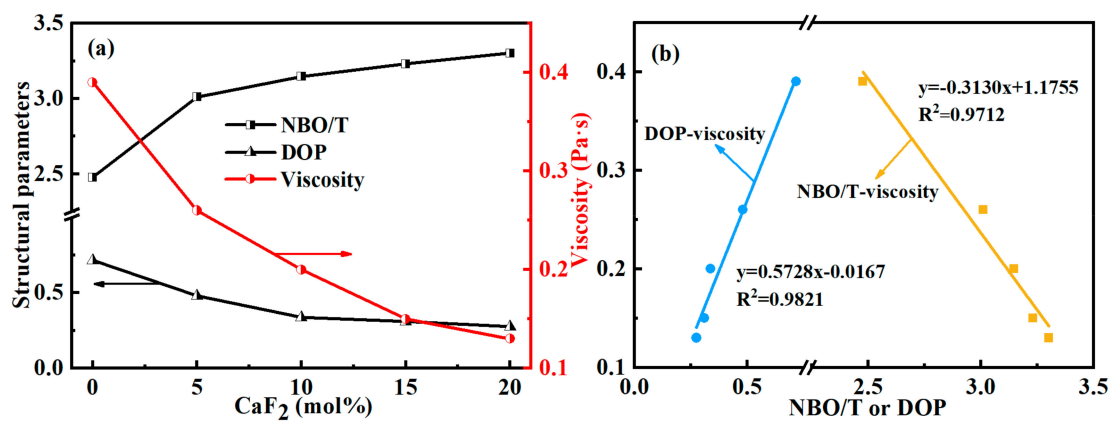 (a)
Structural parameters
3.5
3.0
2.5
0.5
0.0
NBO/T
DOP
Viscosity
0.4
0.3
0.2
0.1
Viscosity (Pa·s)
0 5 10 15 20
CaF2 (mol%)
(b)
0.4
0.3
0.2
0.1
y=-0.3130x+1.1755
R²=0.9712
DOP-viscosity
NBO/T-viscosity
y=0.5728x-0.0167
R²=0.9821
0.0 0.5 2.5 3.0 3.5
NBO/T or DOP